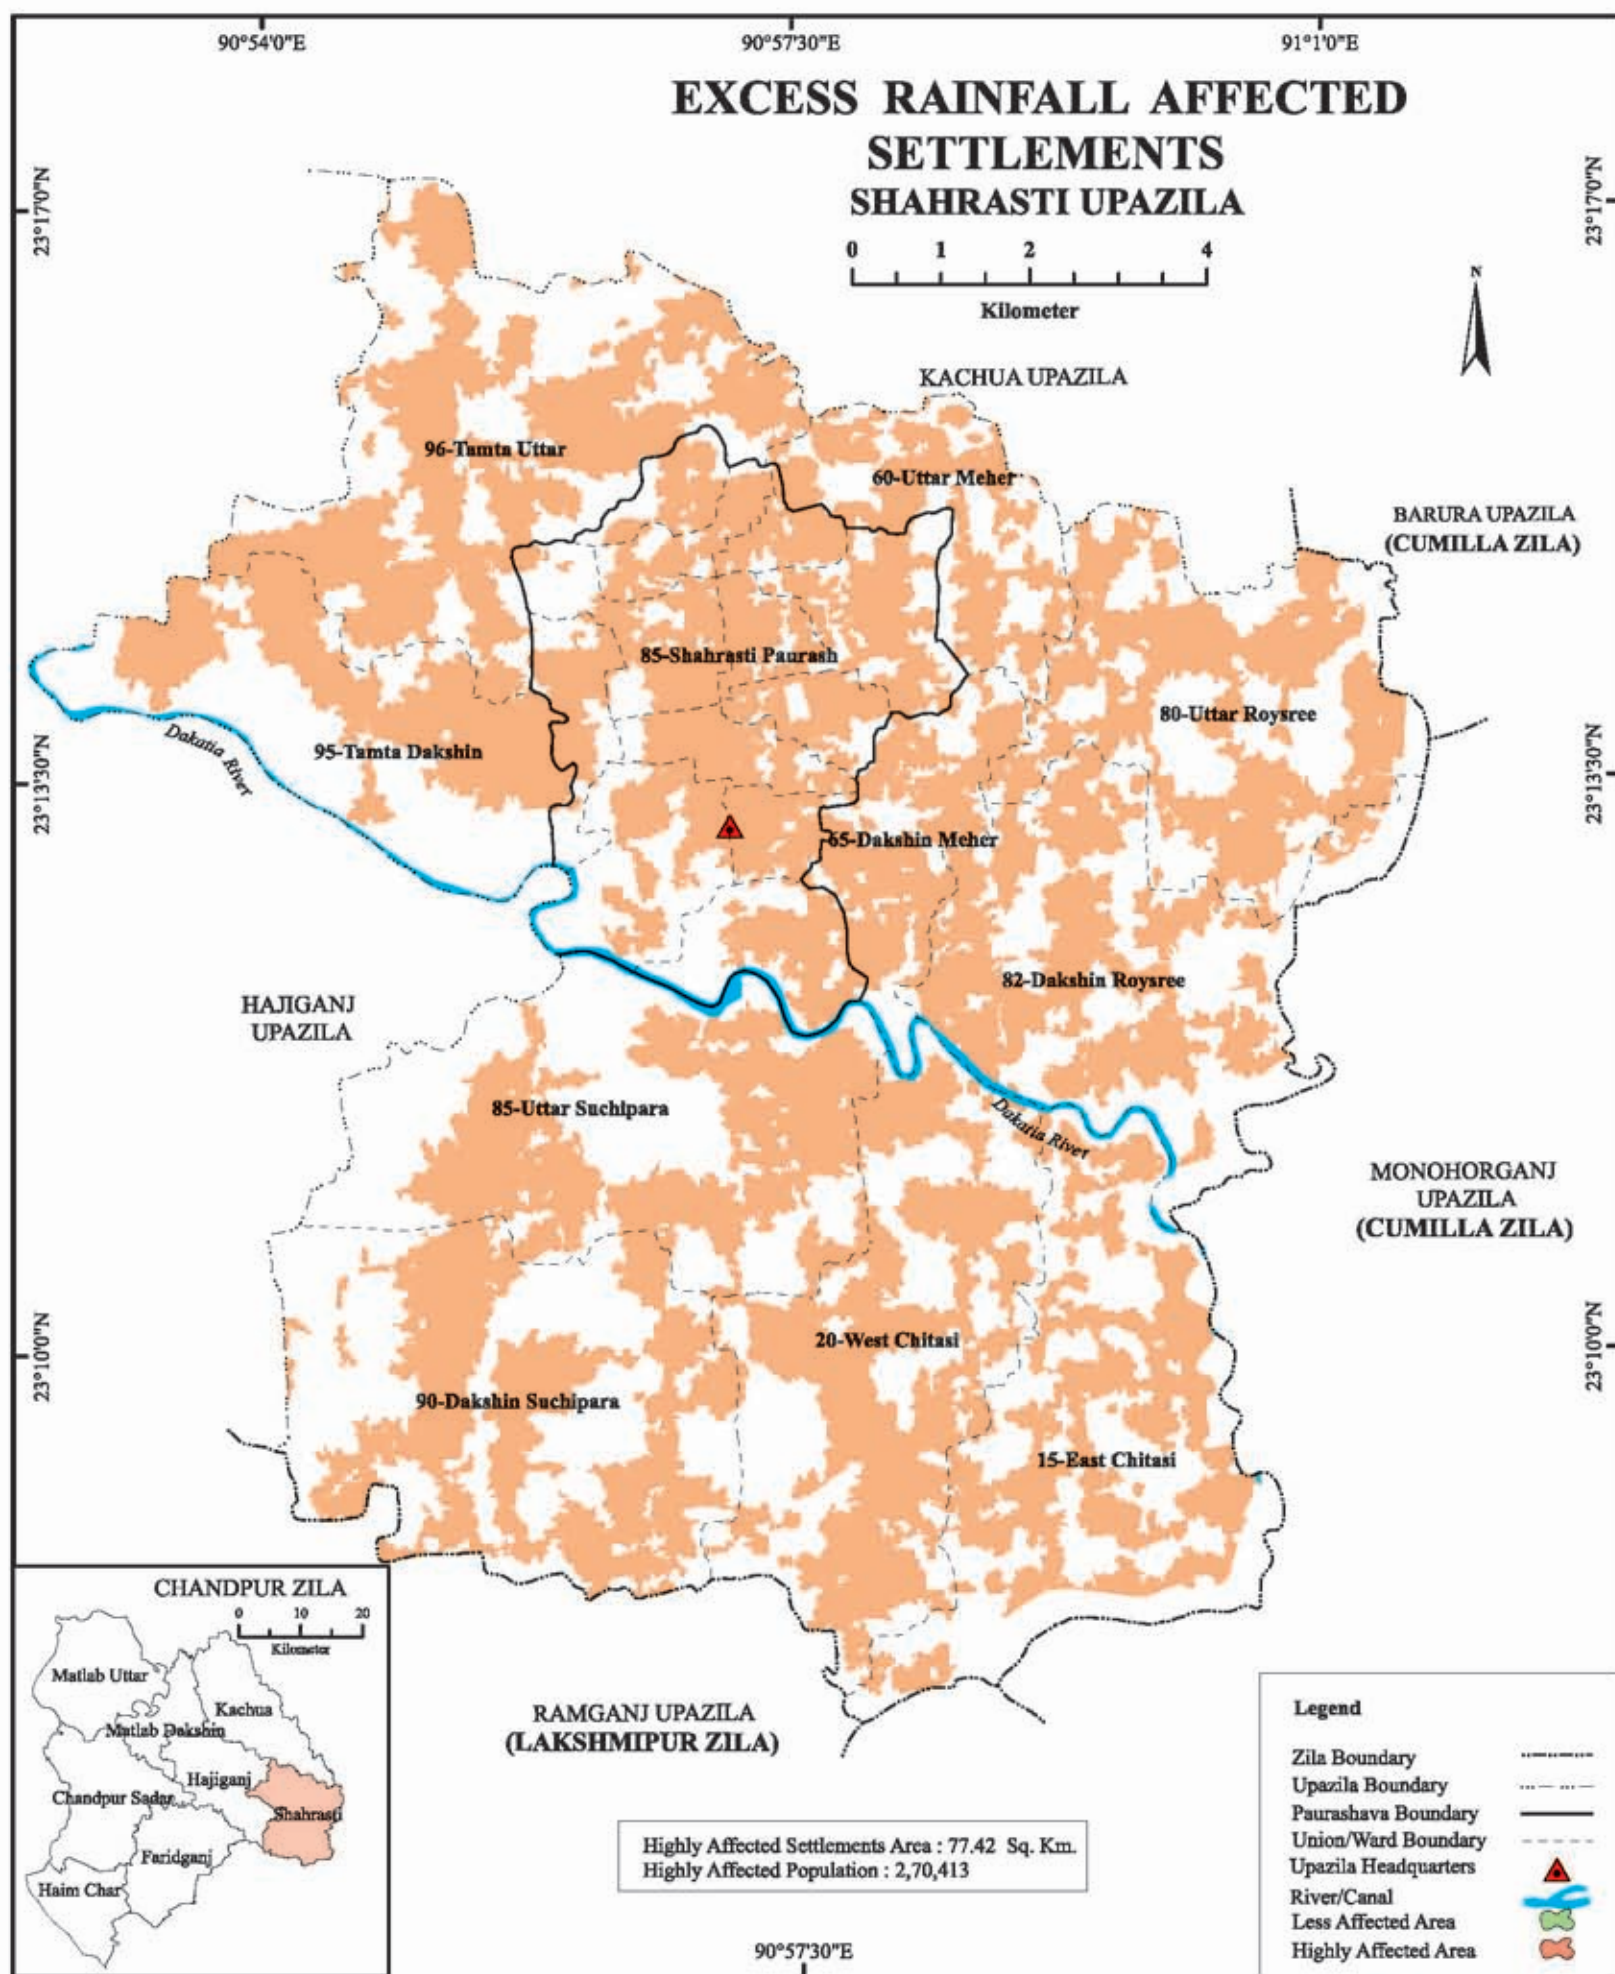 90°54'0"E
90°57'30"E
91°1'0"E
EXCESS RAINFALL AFFECTED
SETTLEMENTS
SHAHRASTI UPAZILA
0 1 2 4
Kilometer
N
23°17'0"N
23°17'0"N
KACHUA UPAZILA
96-Tamta Uttar
60-Uttar Meher
BARURA UPAZILA
(CUMILLA ZILA)
85-Shahrasti Paurash
80-Uttar Roysree
95-Tamta Dakshin
Dakatia River
23°13'30"N
23°13'30"N
65-Dakshin Meher
82-Dakshin Roysree
HAJIGANJ
UPAZILA
85-Uttar Suchipara
Dakatia River
MONOHORGANJ
UPAZILA
(CUMILLA ZILA)
20-West Chitasi
23°10'0"N
23°10'0"N
90-Dakshin Suchipara
15-East Chitasi
CHANDPUR ZILA
0 10 20
Kilometer
Matlab Uttar
Kachua
Matlab Dakshin
Hajiganj
Chandpur Sadar
Shahrasti
Faridganj
Haim Char
RAMGANJ UPAZILA
(LAKSHMIPUR ZILA)
Highly Affected Settlements Area : 77.42 Sq. Km.
Highly Affected Population : 2,70,413
90°57'30"E
Legend
Zila Boundary
Upazila Boundary
Paurashava Boundary
Union/Ward Boundary
Upazila Headquarters
River/Canal
Less Affected Area
Highly Affected Area